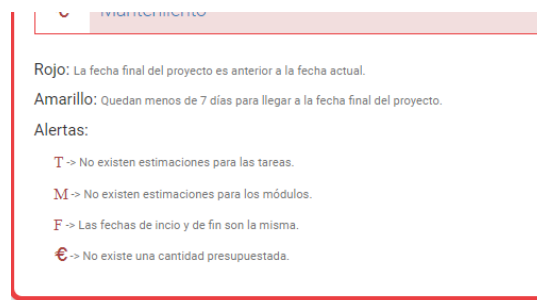 € Mantenimiento
Rojo: La fecha final del proyecto es anterior a la fecha actual.
Amarillo: Quedan menos de 7 días para llegar a la fecha final del proyecto.
Alertas:
T -> No existen estimaciones para las tareas.
M -> No existen estimaciones para los módulos.
F -> Las fechas de incio y de fin son la misma.
€ -> No existe una cantidad presupuestada.